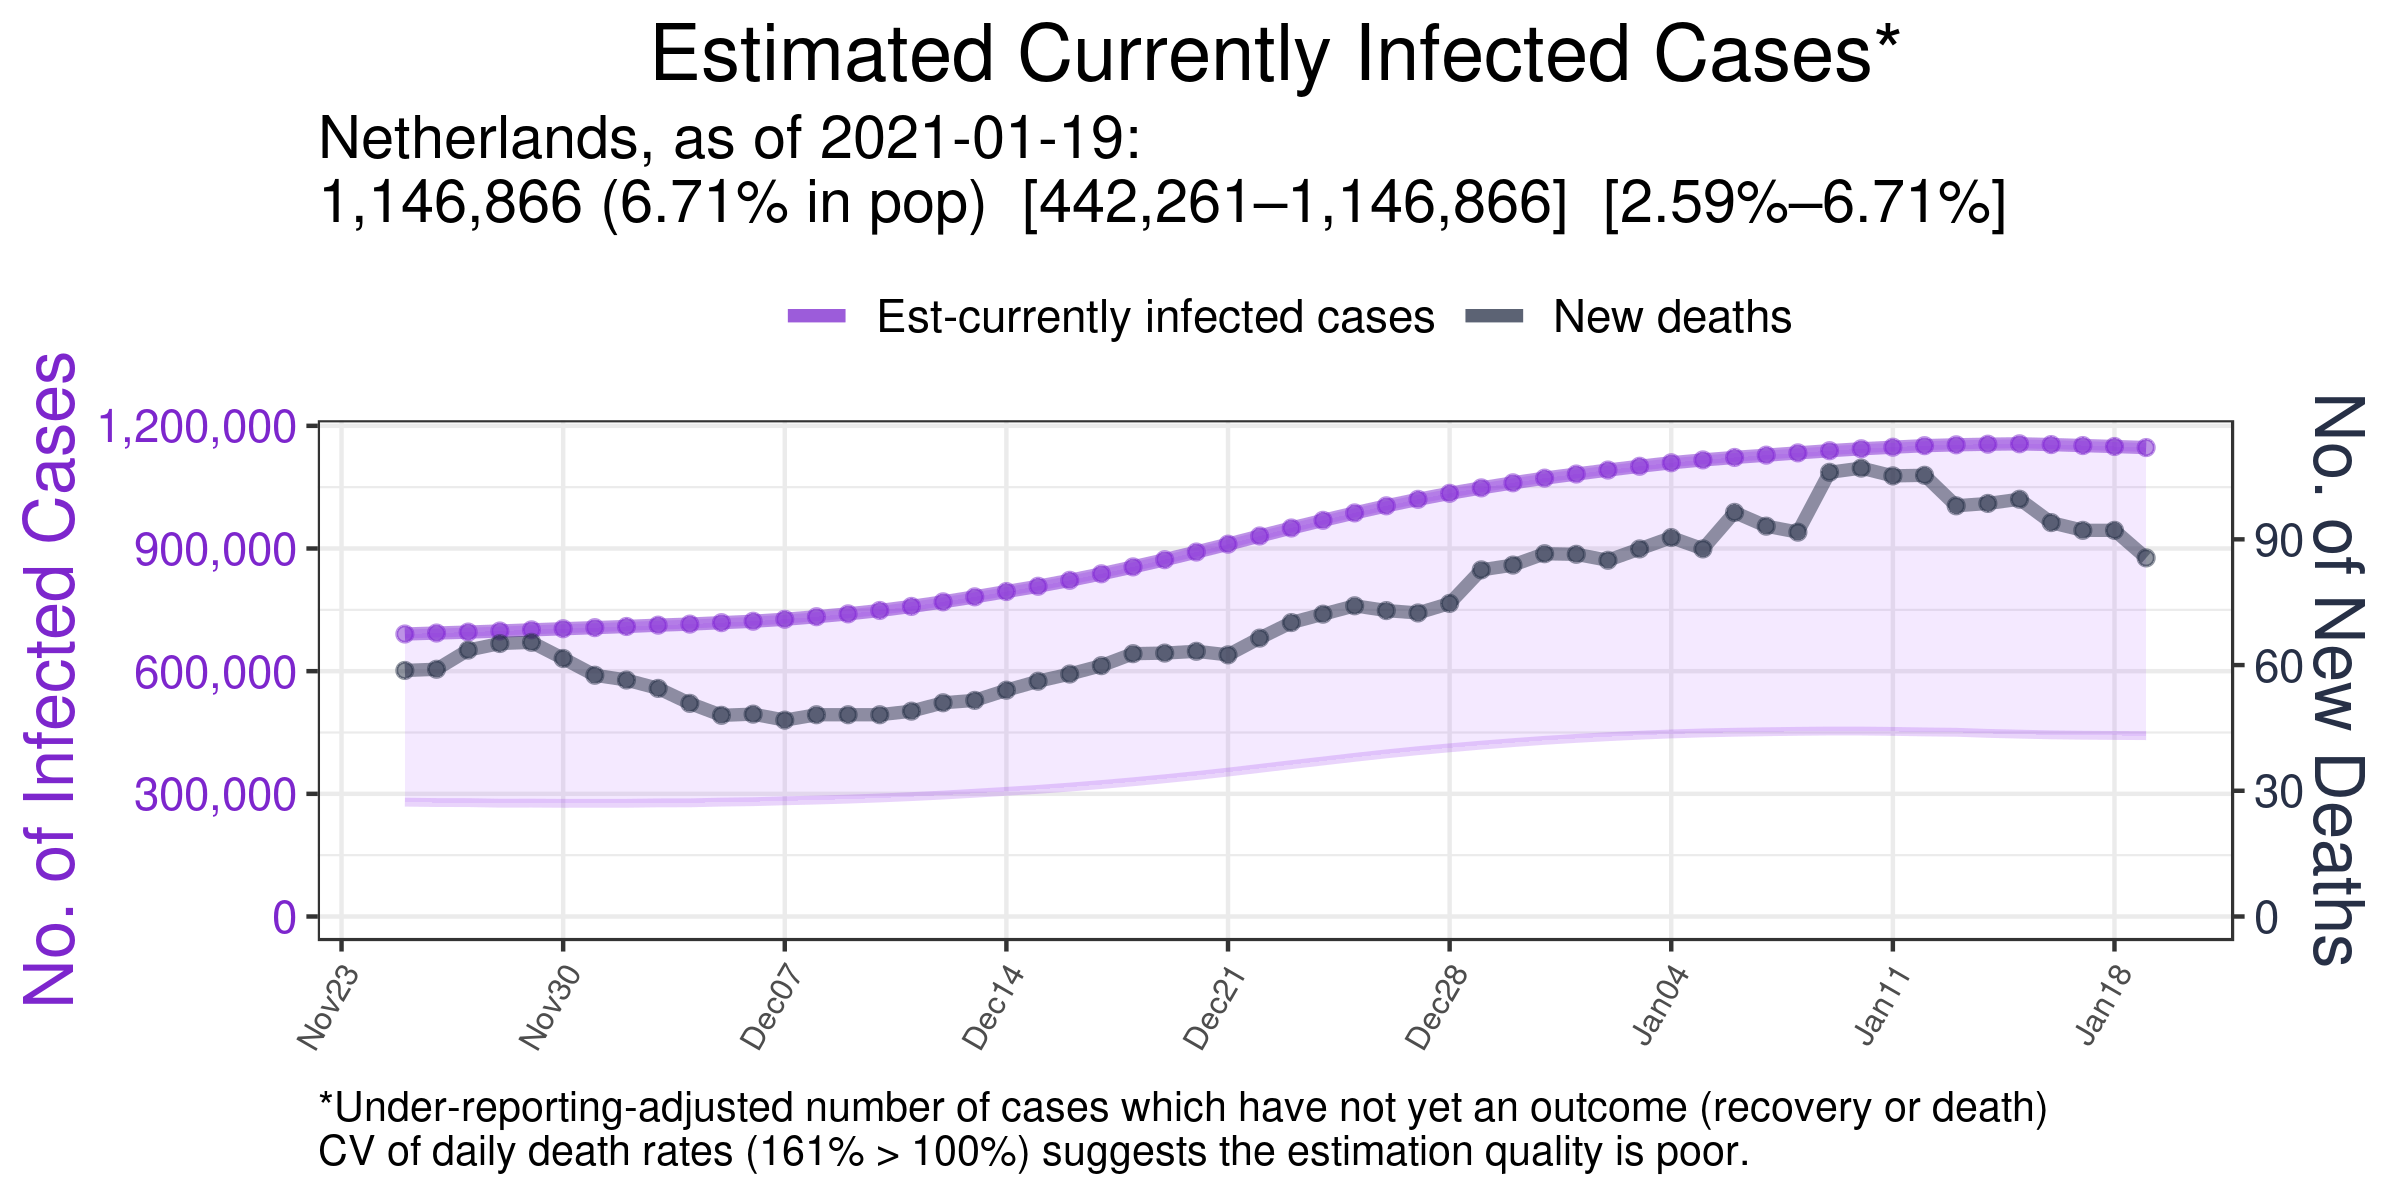 Estimated Currently Infected Cases*
Netherlands, as of 2021-01-19:
1,146,866 (6.71% in pop) [442,261–1,146,866] [2.59%–6.71%]
Est-currently infected cases New deaths
No. of Infected Cases
1,200,000
900,000
600,000
300,000
0
90
60
30
0
No. of New Deaths
Nov23 Nov30 Dec07 Dec14 Dec21 Dec28 Jan04 Jan11 Jan18
*Under-reporting-adjusted number of cases which have not yet an outcome (recovery or death)
CV of daily death rates (161% > 100%) suggests the estimation quality is poor.